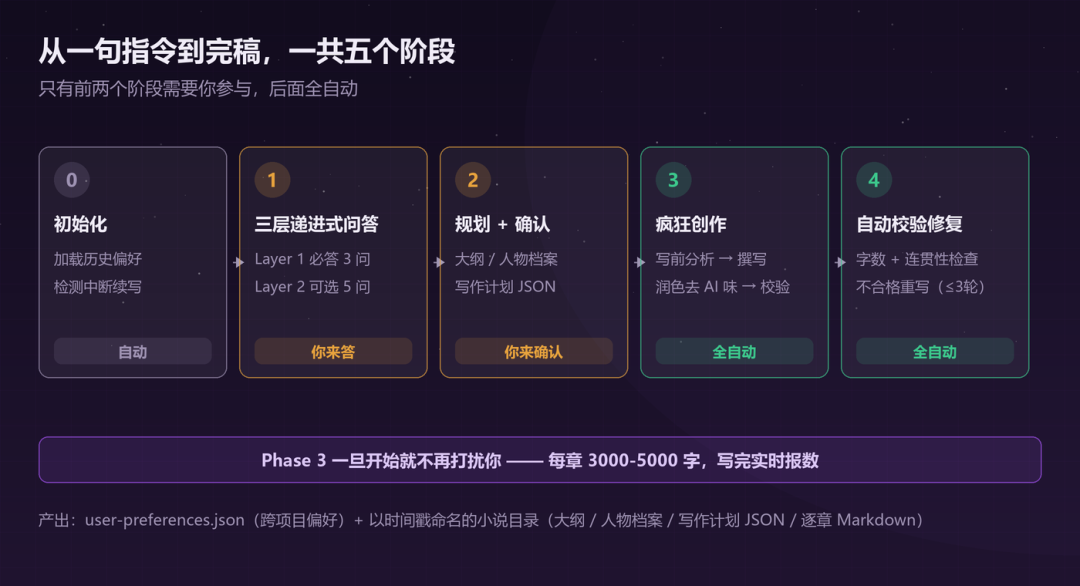 从一句指令到完稿，一共五个阶段
只有前两个阶段需要你参与，后面全自动
0
初始化
加载历史偏好
检测中断续写
自动
1
三层递进式问答
Layer 1 必答 3 问
Layer 2 可选 5 问
你来答
2
规划 + 确认
大纲 / 人物档案
写作计划 JSON
你来确认
3
疯狂创作
写前分析 → 撰写
润色去 AI 味 → 校验
全自动
4
自动校验修复
字数 + 连贯性检查
不合格重写（≤3轮）
全自动
Phase 3 一旦开始就不再打扰你 —— 每章 3000-5000 字，写完实时报数
产出：user-preferences.json（跨项目偏好）+ 以时间戳命名的小说目录（大纲 / 人物档案 / 写作计划 JSON / 逐章 Markdown）